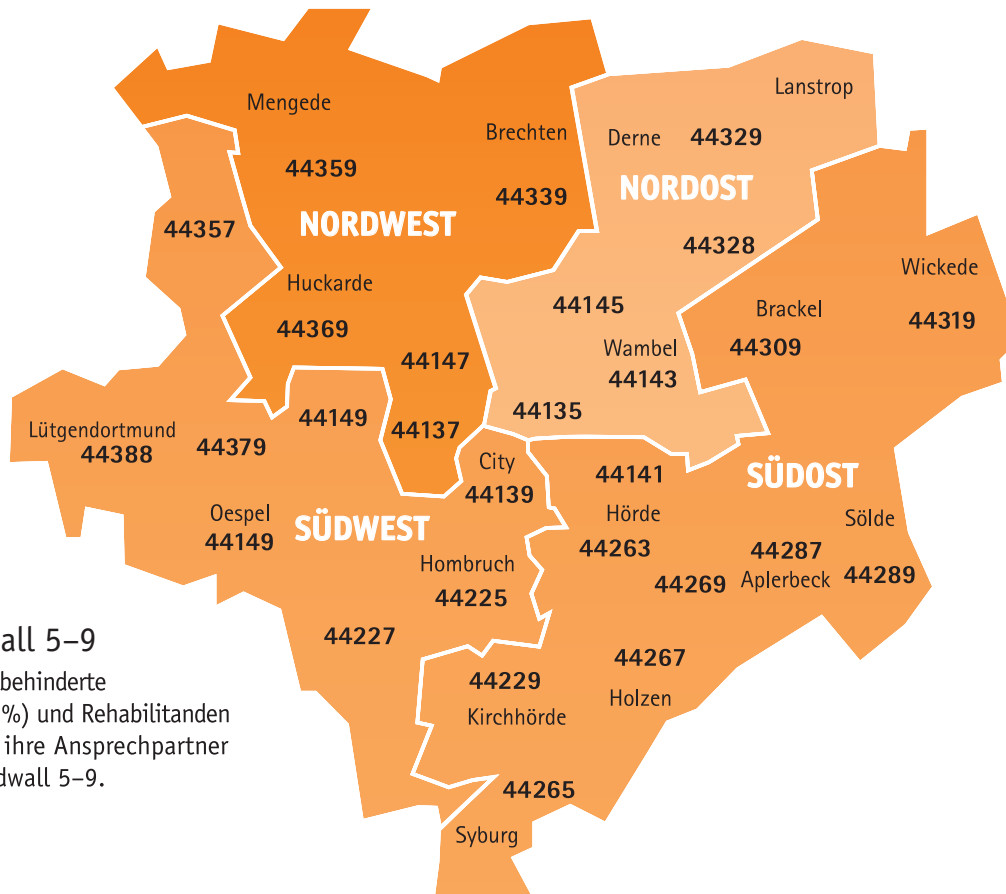 Lanstrop
Mengede
Brechten
Derne 44329
44359
44339
NORDOST
NORDWEST
44357
44328
Wickede
Huckarde
44145
Brackel
44319
44369
Wambel
44309
44147
44143
44135
44149
44137
Lütgendortmund
44388
44379
City
44139
44141
SÜDOST
Oespel
44149
SÜDWEST
Hörde
Sölde
44263
44287
Hombruch
44269
Aplerbeck
44289
44225
44227
44267
44229
Holzen
Kirchhörde
44265
Syburg
all 5–9
behinderte
%) und Rehabilitanden
ihre Ansprechpartner
dwall 5–9.